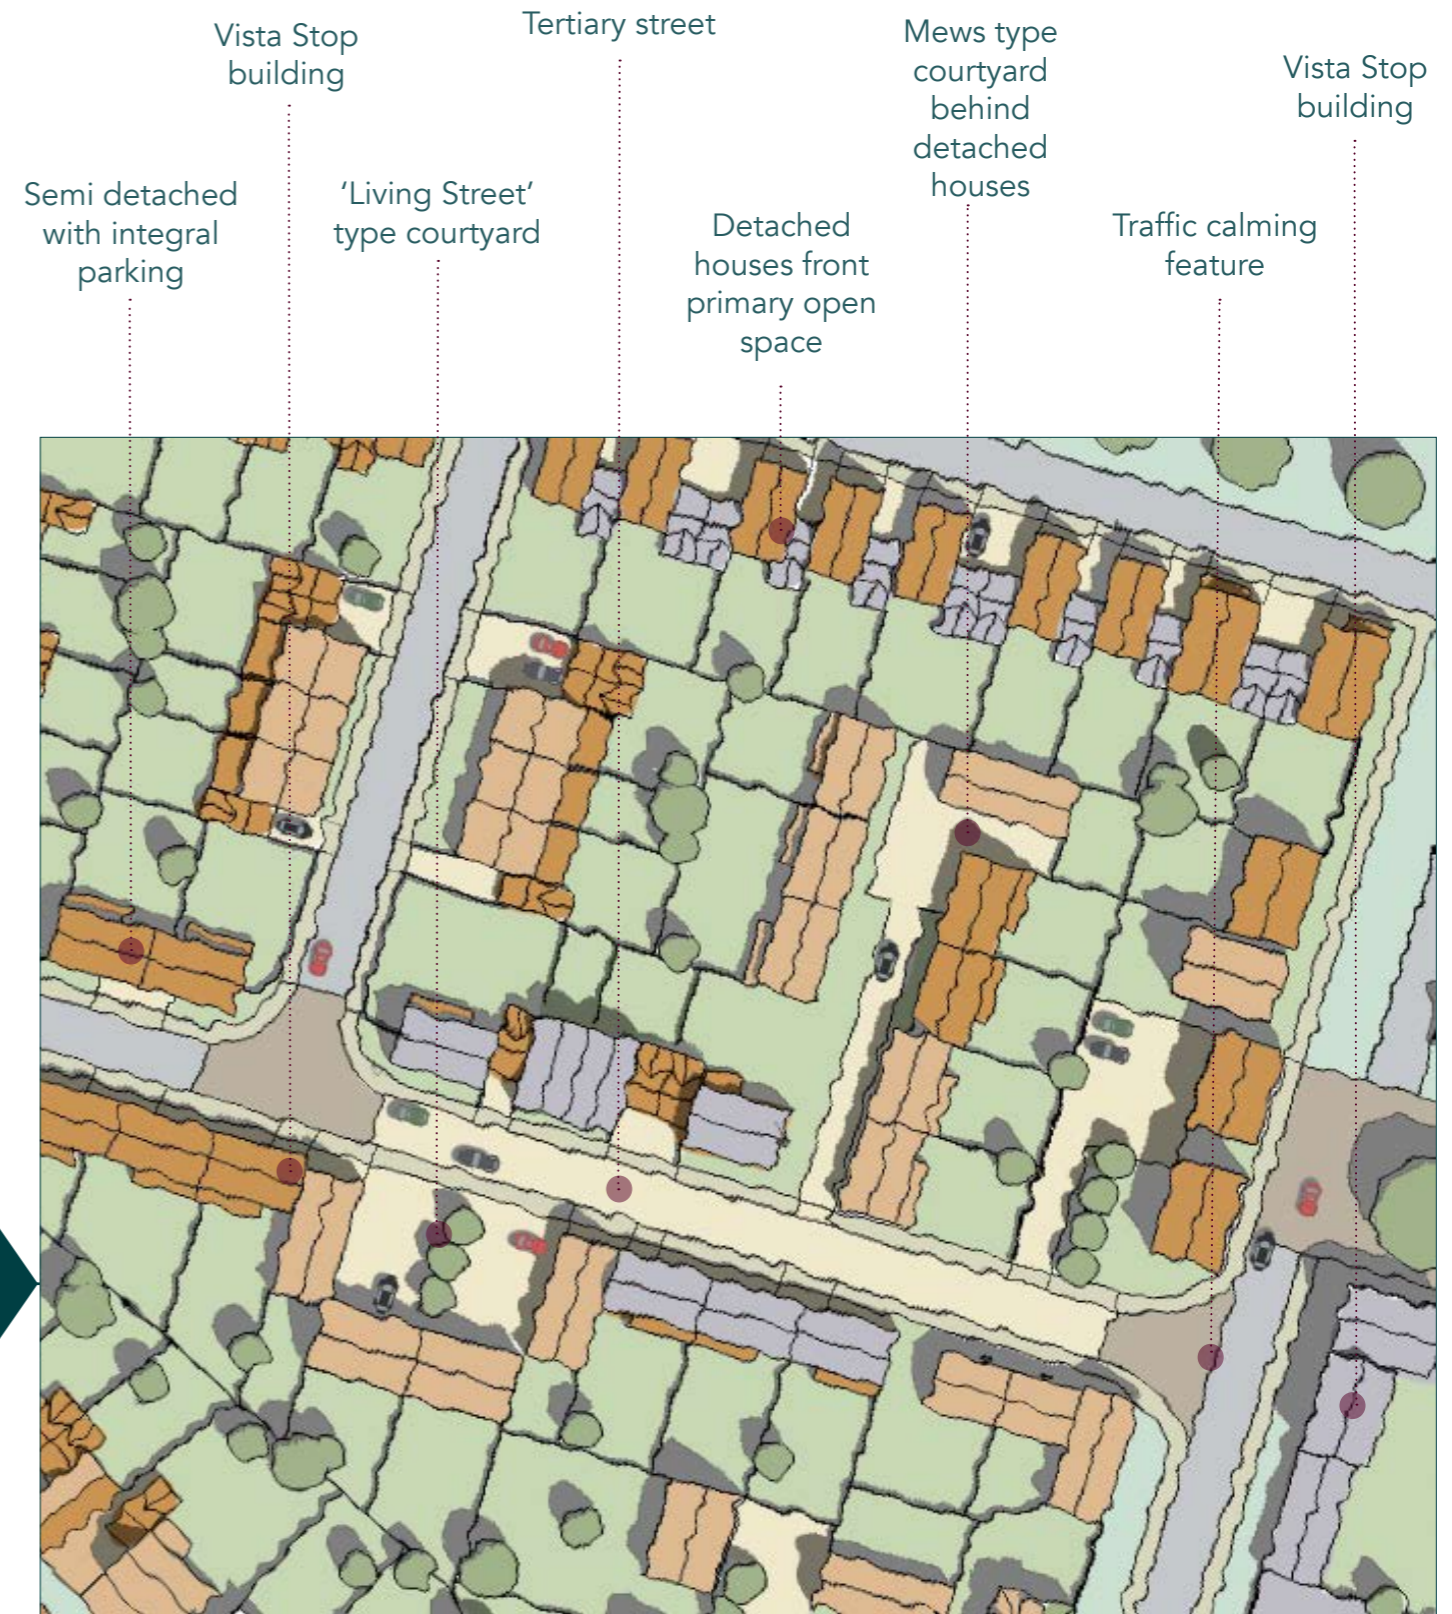 Vista Stop
building
Tertiary street
Mews type
courtyard
behind
detached
houses
Vista Stop
building
Semi detached
with integral
parking
‘Living Street’
type courtyard
Detached
houses front
primary open
space
Traffic calming
feature